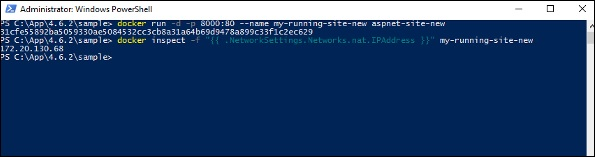 Administrator: Windows PowerShell
PS C:\App\4.6.2\sample> docker run -d -p 8000:80 --name my-running-site-new aspnet-site-new
31cfe55892ba5059330ae5084532cc3cb8a31a64b69d9478a899c33f1c2ec629
PS C:\App\4.6.2\sample> docker inspect -f "{{ .NetworkSettings.Networks.nat.IPAddress }}" my-running-site-new
172.20.130.68
PS C:\App\4.6.2\sample>